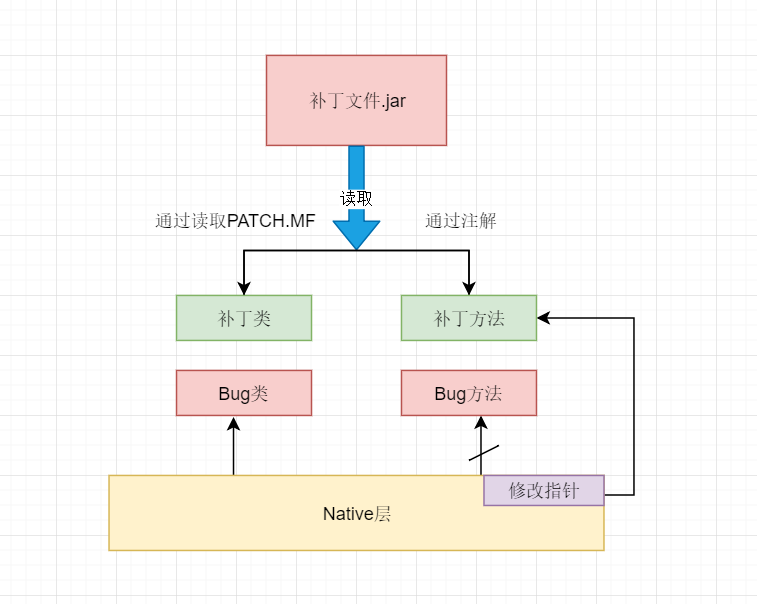 补丁文件.jar
读取
通过读取PATCH.MF
通过注解
补丁类
补丁方法
Bug类
Bug方法
修改指针
Native层